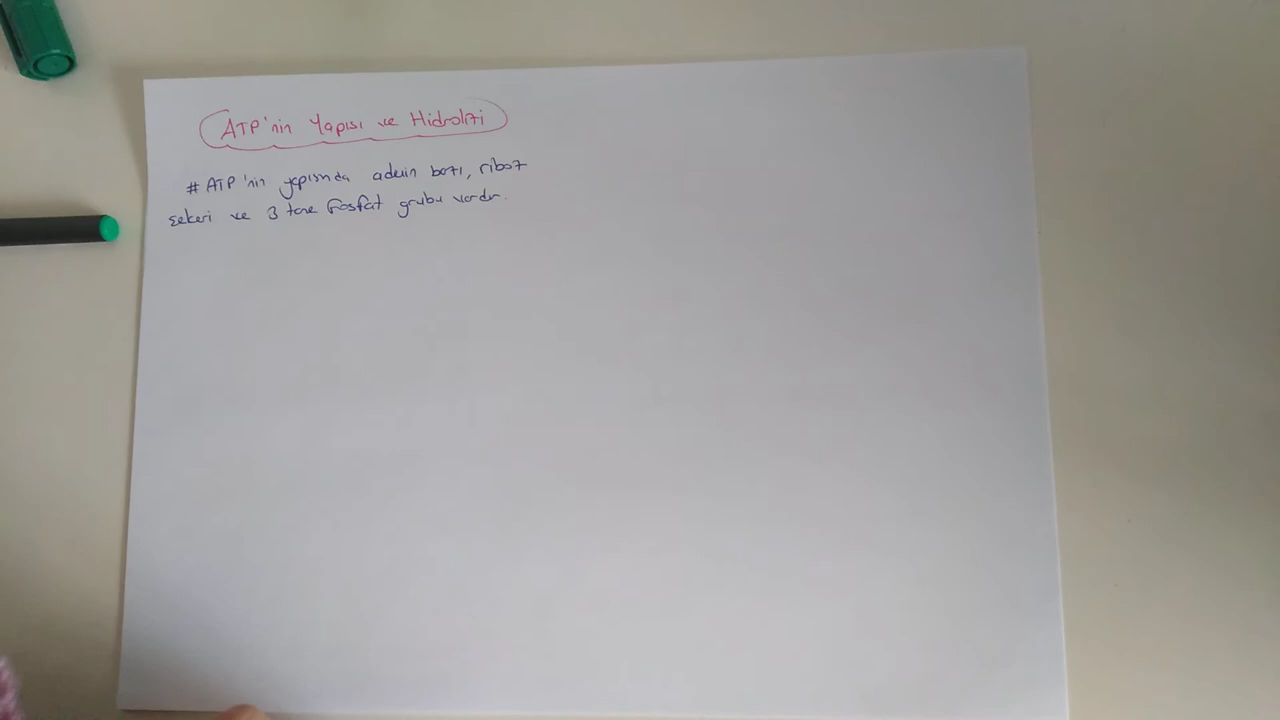 ATP'nin Yapısı ve Hidrolizi
# ATP'nin yapısında adenin bazı, riboz
şekeri ve 3 tane fosfat grubu vardır.